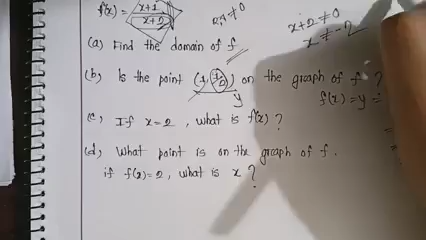 f(x) = x+1 / x+2
x+2 ≠ 0
x ≠ -2
(a) Find the domain of f
(b) Is the point (1, 1/2) on the graph of f ?
y
f(x) = y =
(c) If x = 2, what is f(x) ?
(d) What point is on the graph of f.
if f(x) = 2, what is x ?